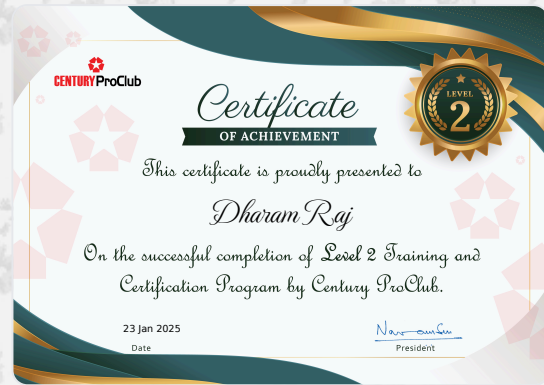 CENTURY ProClub
LEVEL
2
Certificate
OF ACHIEVEMENT
This certificate is proudly presented to
Dharam Raj
On the successful completion of Level 2 Training and
Certification Program by Century ProClub.
23 Jan 2025
Date
President